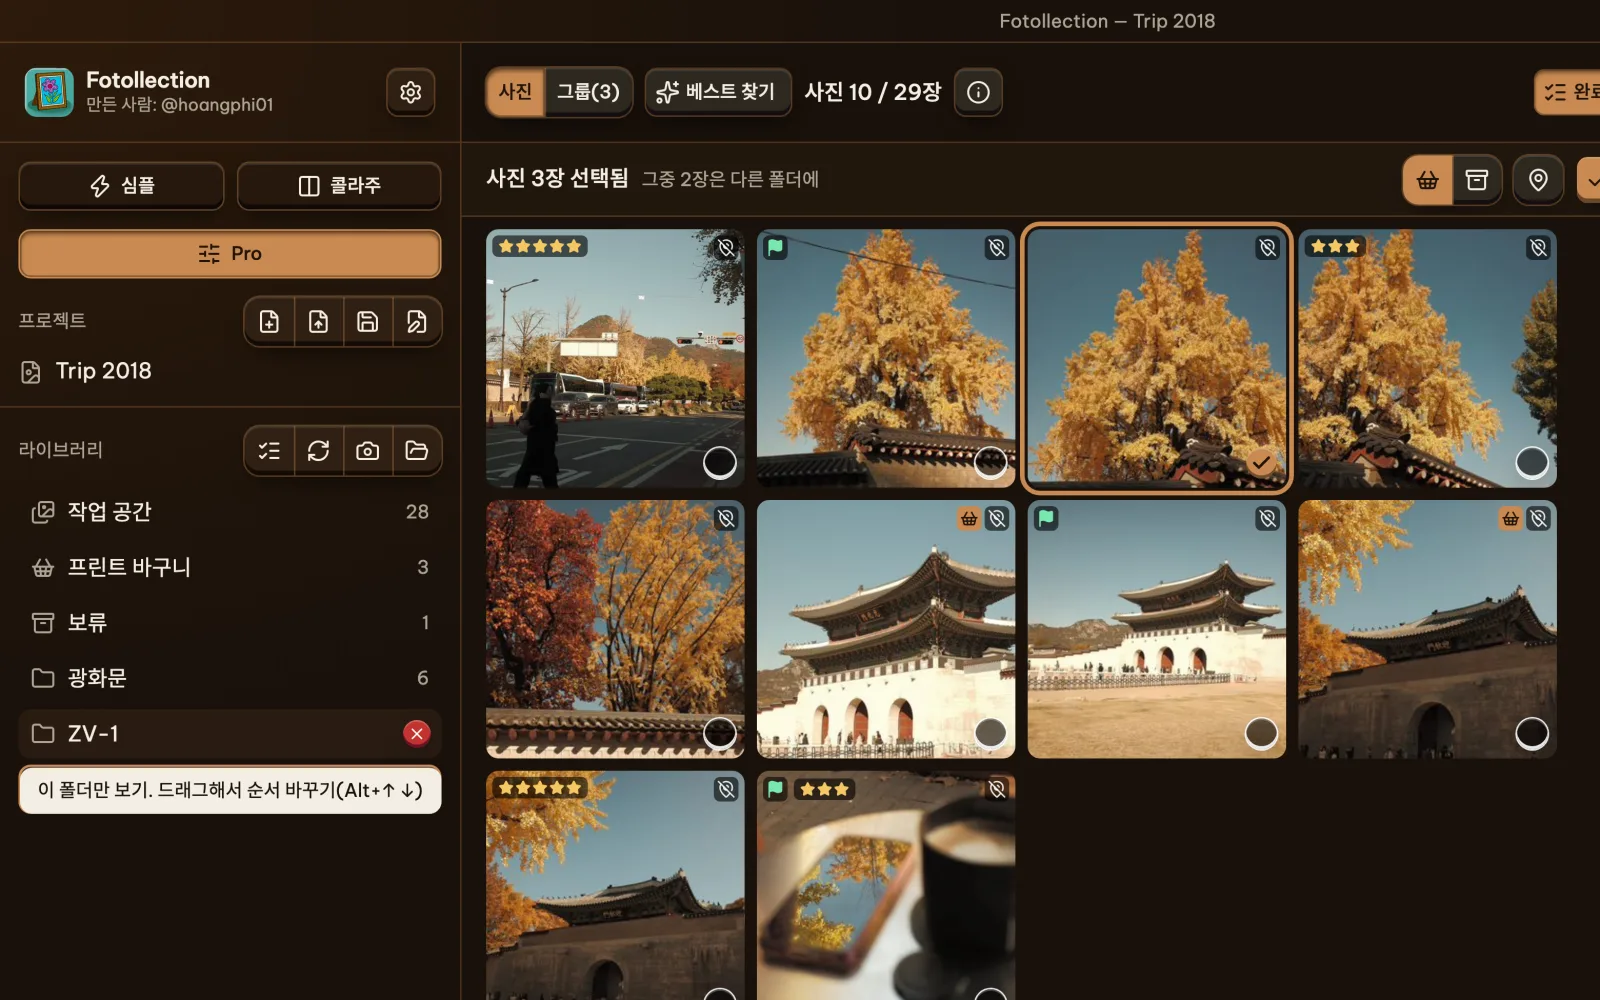 Fotollection — Trip 2018
Fotollection
만든 사람: @hoangphi01
사진
그룹(3)
베스트 찾기
사진 10 / 29장
심플
콜라주
Pro
사진 3장 선택됨 그중 2장은 다른 폴더에
프로젝트
Trip 2018
라이브러리
작업 공간 28
프린트 바구니 3
보류 1
광화문 6
ZV-1
이 폴더만 보기. 드래그해서 순서 바꾸기(Alt+↑ ↓)